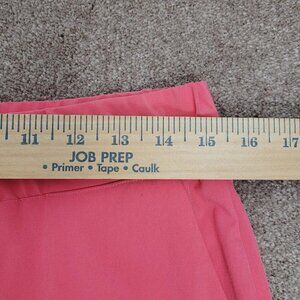 11 12 13 14 15 16 17
JOB PREP
• Primer • Tape • Caulk